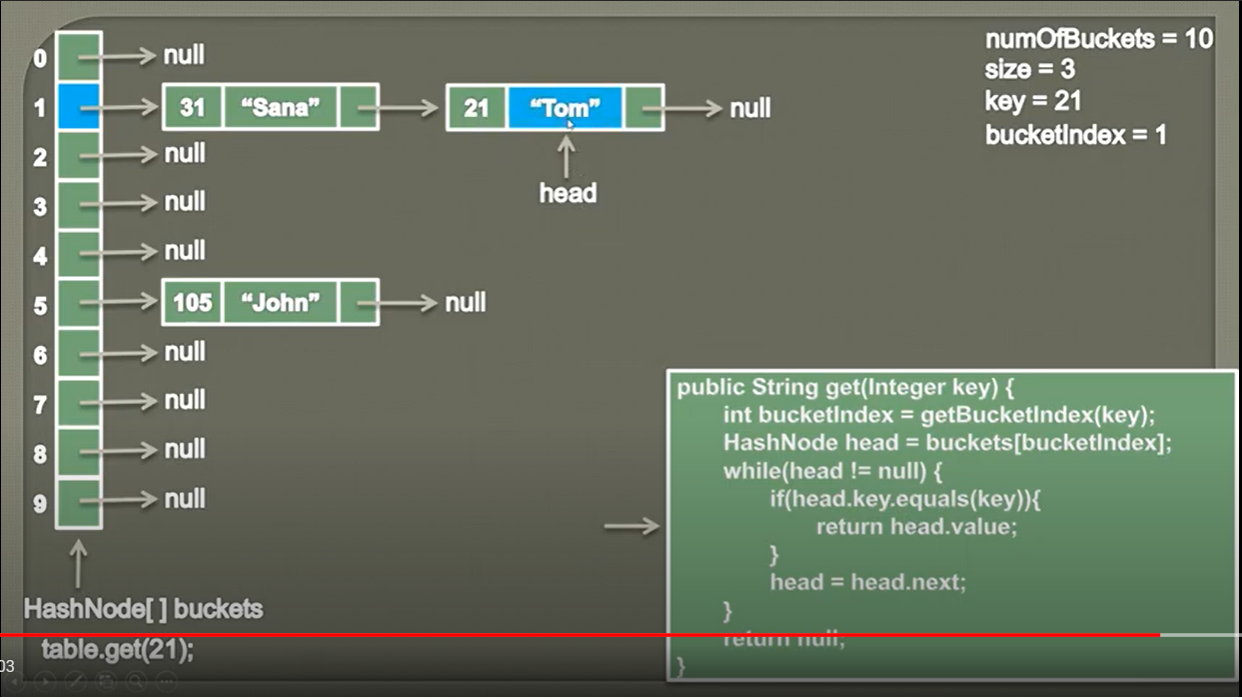 numOfBuckets = 10
size = 3
key = 21
bucketIndex = 1
0 null
1 31 “Sana” 21 “Tom” null
head
2 null
3 null
4 null
5 105 “John” null
6 null
7 null
8 null
9 null
HashNode[ ] buckets
table.get(21);
public String get(Integer key) {
int bucketIndex = getBucketIndex(key);
HashNode head = buckets[bucketIndex];
while(head != null) {
if(head.key.equals(key)){
return head.value;
}
head = head.next;
}
return null;
}
03